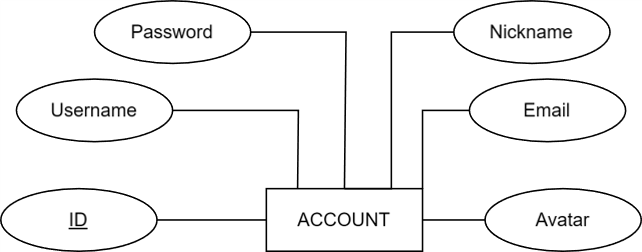 Password
Nickname
Username
Email
ID
ACCOUNT
Avatar